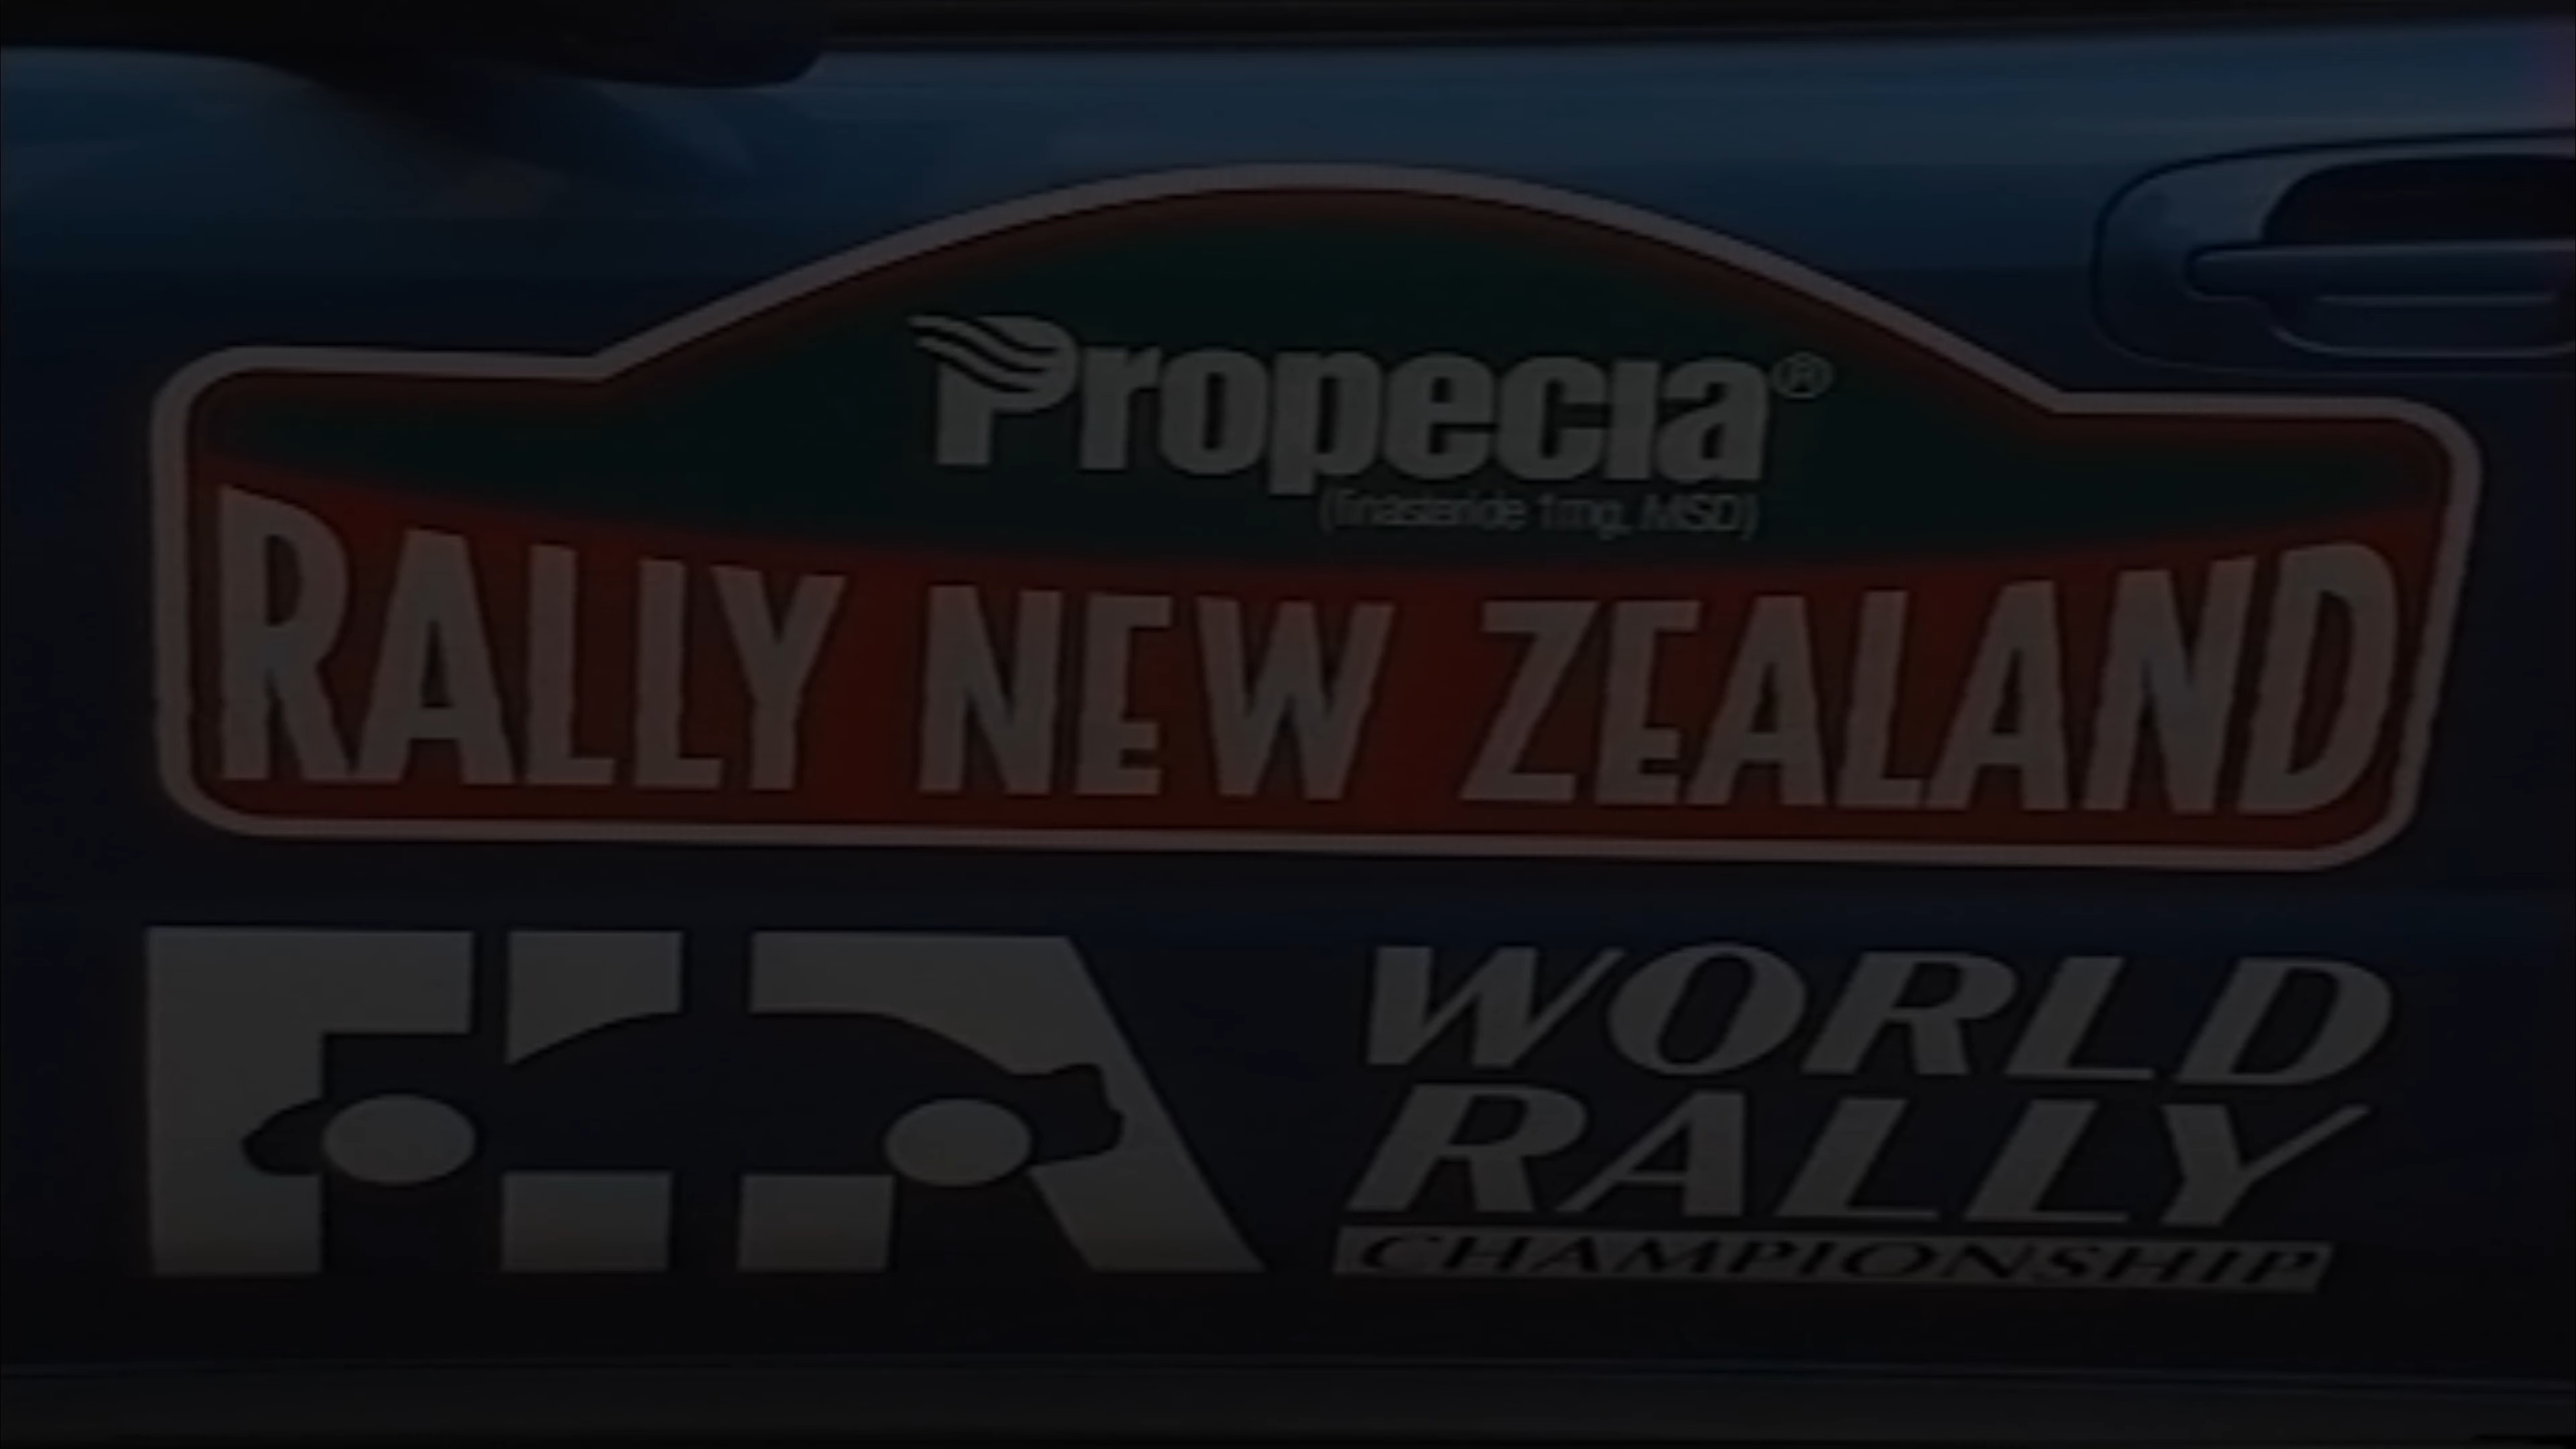 Propecia®
(finasteride 1mg, MSD)
RALLY NEW ZEALAND
FIA
WORLD
RALLY
CHAMPIONSHIP